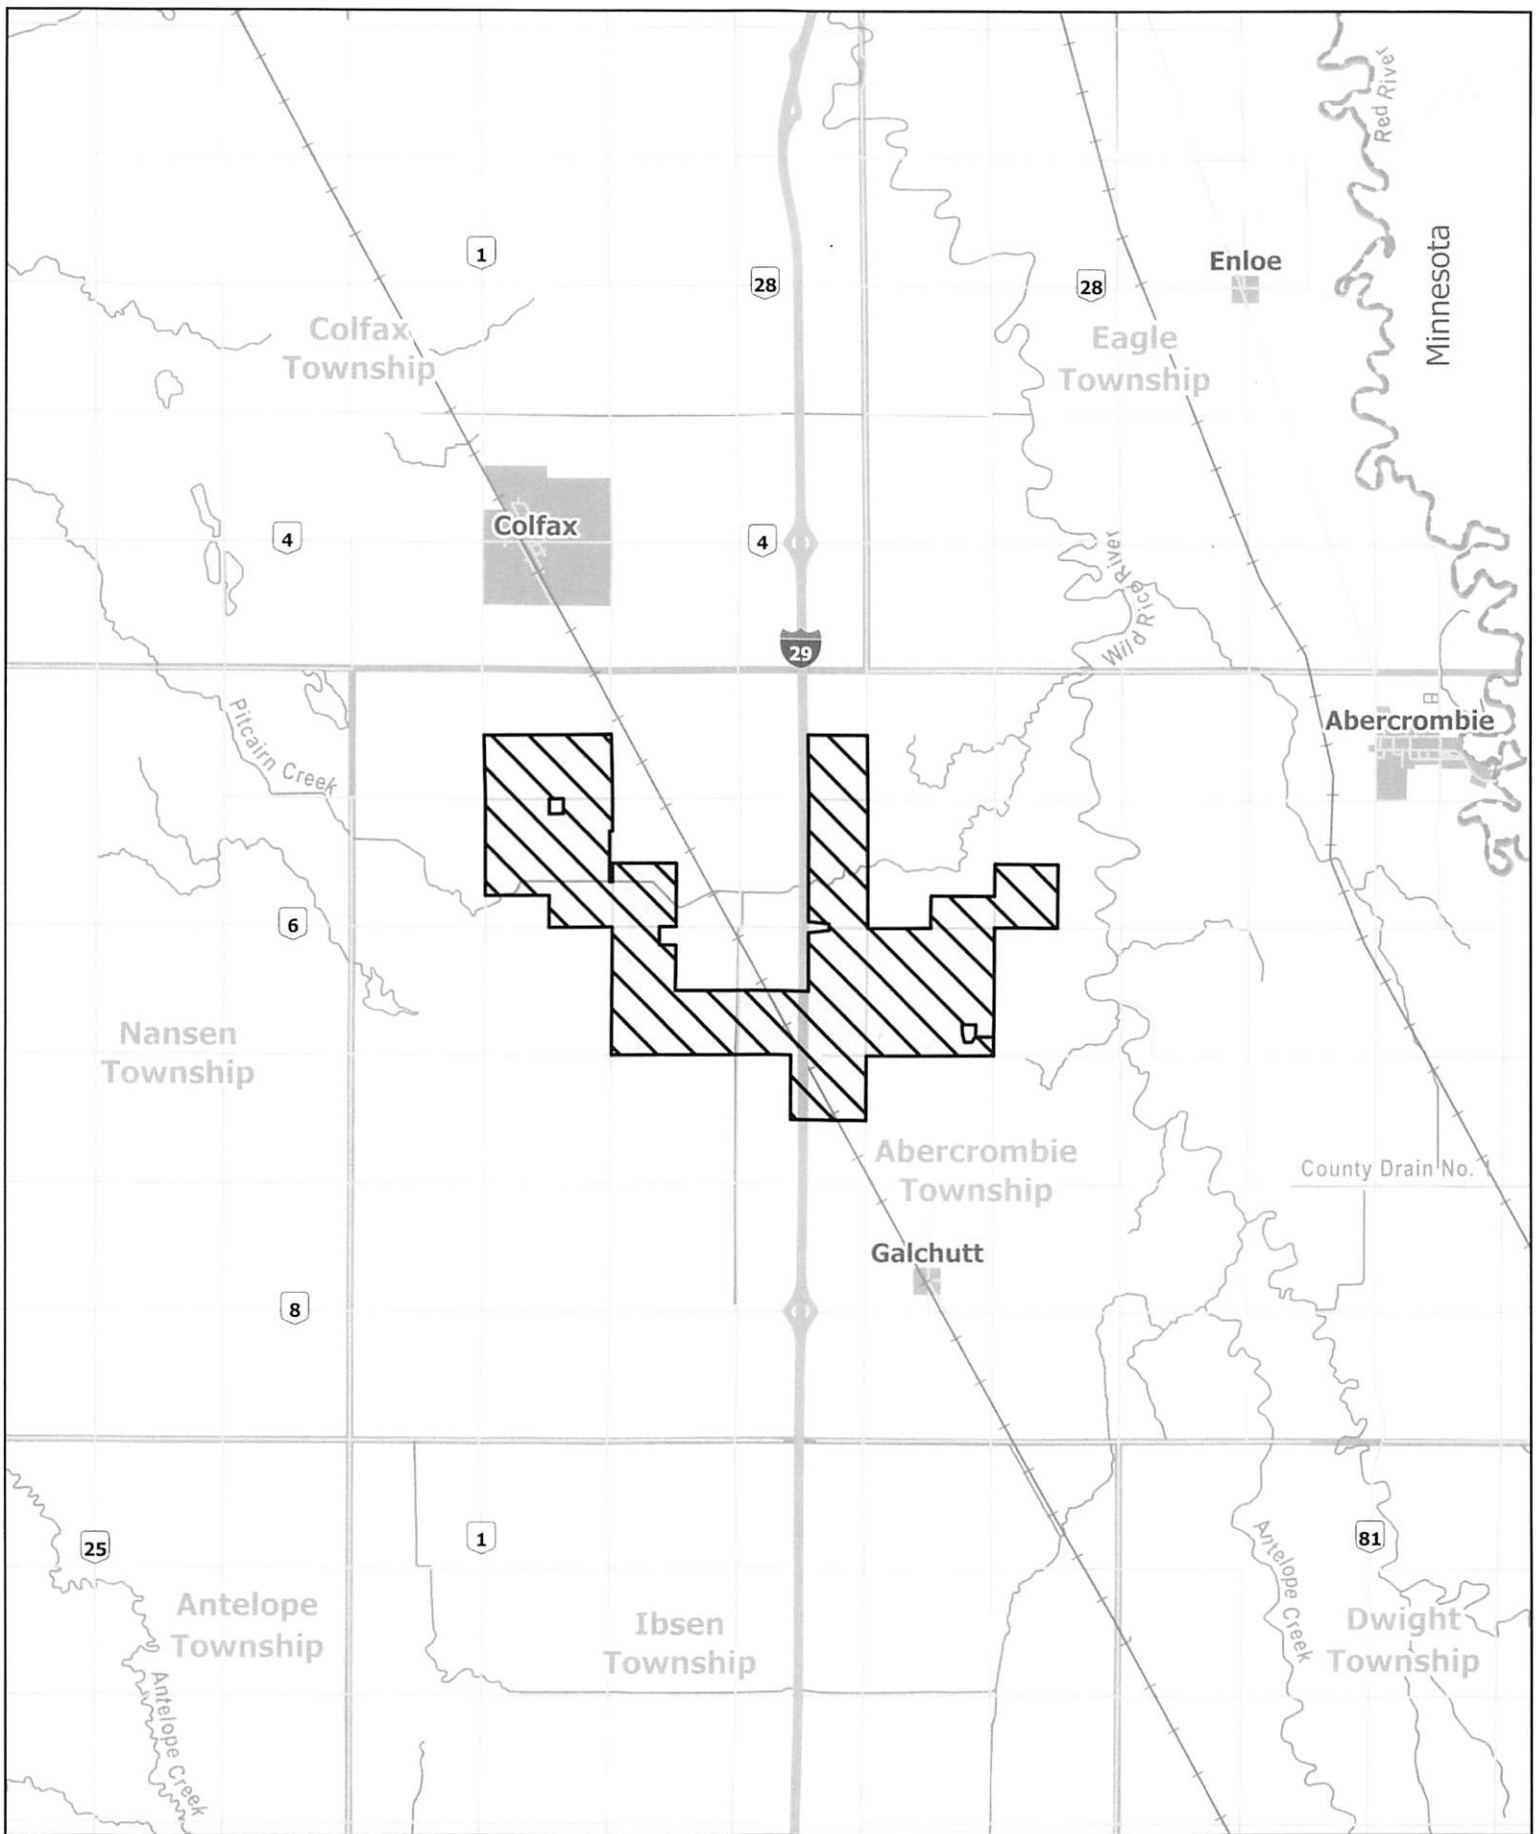 Red River
Minnesota
1
28
28
Enloe
Colfax
Township
Eagle
Township
Colfax
4
4
Wild Rice River
29
Pitcairn Creek
Abercrombie
6
Nansen
Township
Abercrombie
Township
County Drain No. 1
Galchutt
8
25
1
81
Antelope Creek
Antelope
Township
Ibsen
Township
Dwight
Township
Antelope Creek